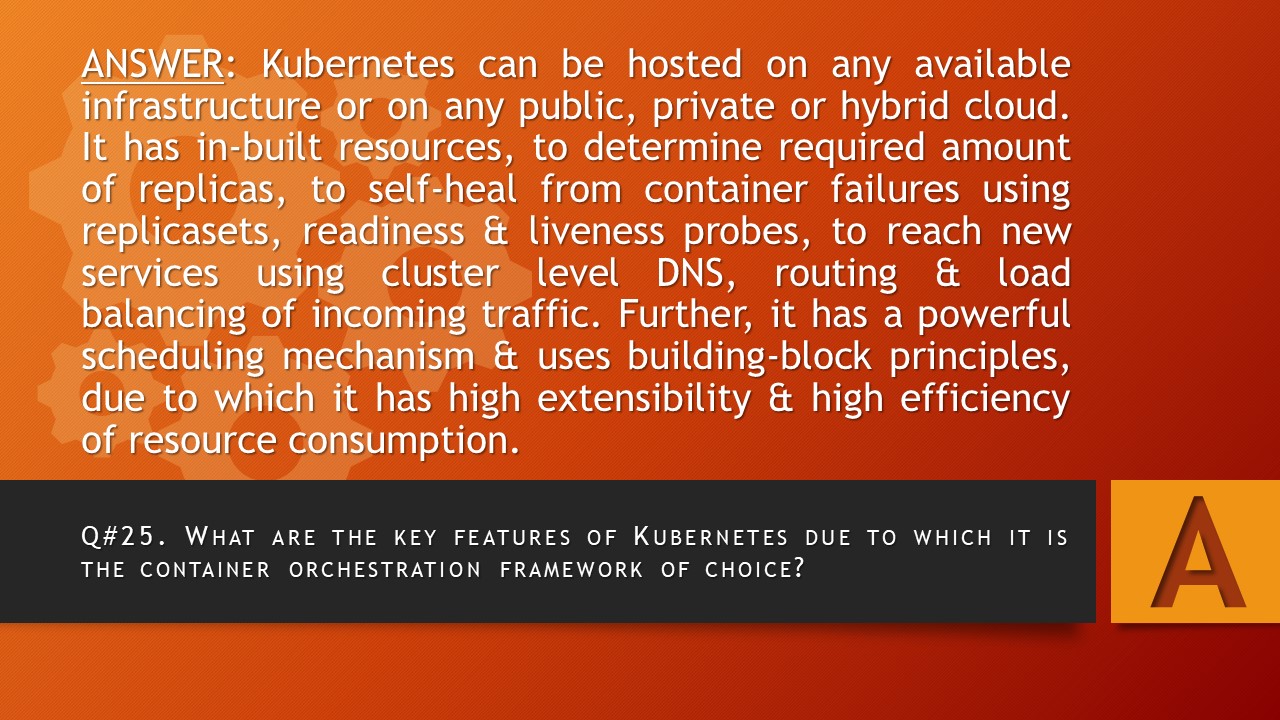 ANSWER: Kubernetes can be hosted on any available
infrastructure or on any public, private or hybrid cloud.
It has in-built resources, to determine required amount
of replicas, to self-heal from container failures using
replicasets, readiness & liveness probes, to reach new
services using cluster level DNS, routing & load
balancing of incoming traffic. Further, it has a powerful
scheduling mechanism & uses building-block principles,
due to which it has high extensibility & high efficiency
of resource consumption.
Q#25. What are the key features of Kubernetes due to which it is
the container orchestration framework of choice?
A